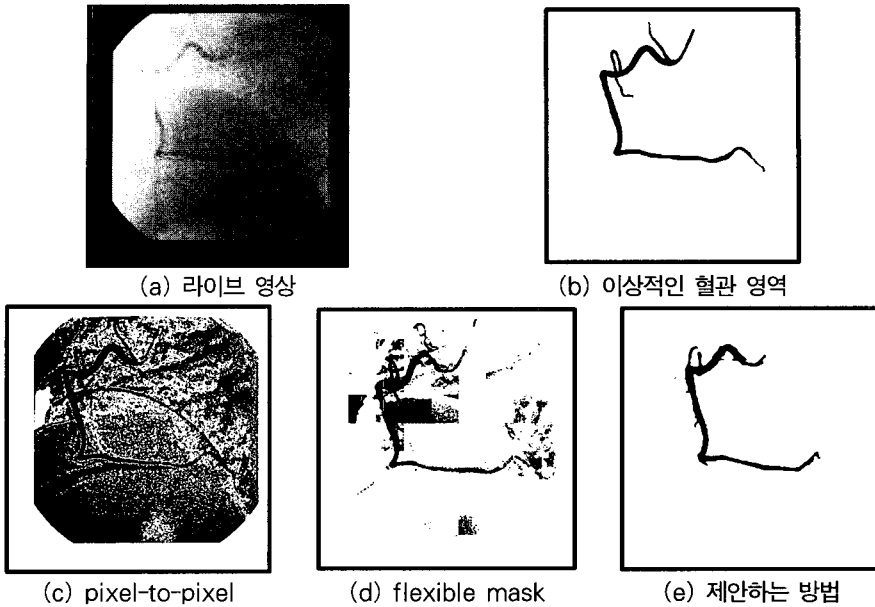 (a) 라이브 영상
(b) 이상적인 혈관 영역
(c) pixel-to-pixel
(d) flexible mask
(e) 제안하는 방법